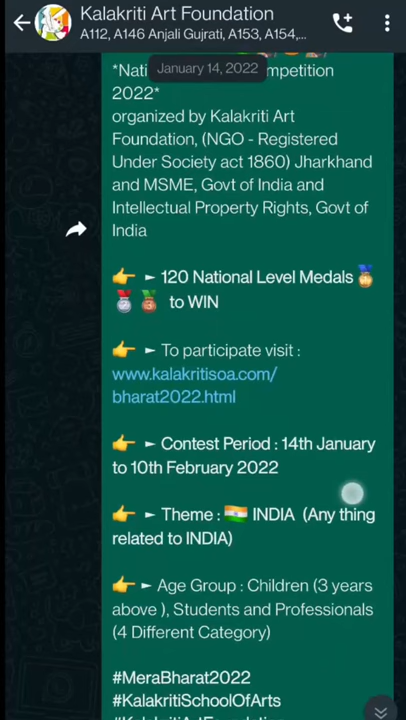 Kalakriti Art Foundation
A112, A146 Anjali Gujrati, A153, A154,...
January 14, 2022
mpetition
2022*
organized by Kalakriti Art
Foundation, (NGO - Registered
Under Society act 1860) Jharkhand
and MSME, Govt of India and
Intellectual Property Rights, Govt of
India
👉 ► 120 National Level Medals🥇
🥈 🥉 to WIN
👉 ► To participate visit :
www.kalakritisoa.com/
bharat2022.html
👉 ► Contest Period : 14th January
to 10th February 2022
👉 ► Theme : 🇮🇳 INDIA (Any thing
related to INDIA)
👉 ► Age Group : Children (3 years
above ), Students and Professionals
(4 Different Category)
#MeraBharat2022
#KalakritiSchoolOfArts